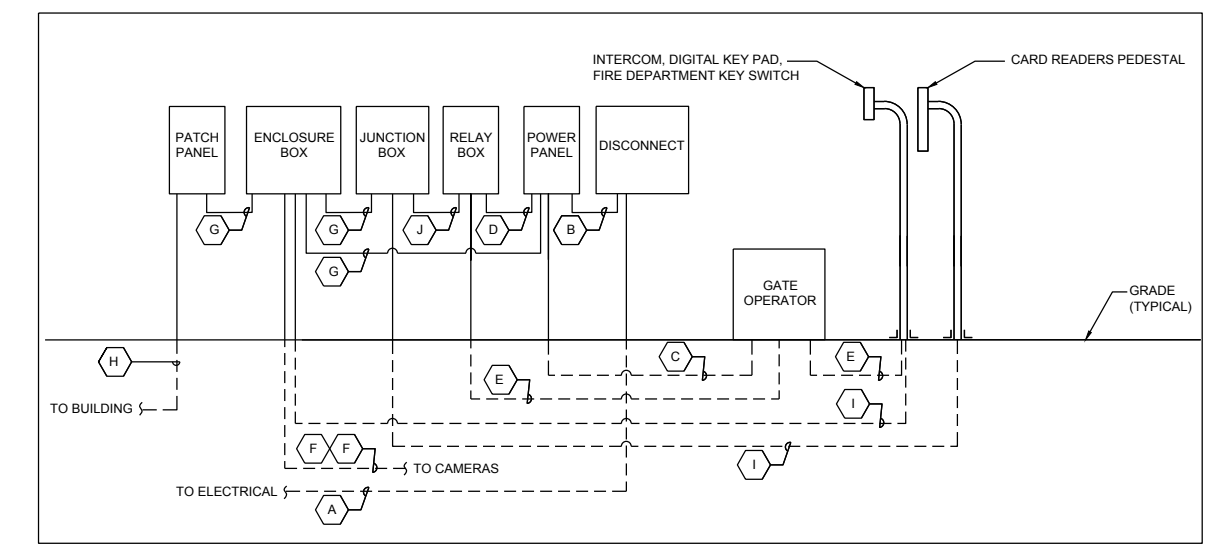 INTERCOM, DIGITAL KEY PAD,
FIRE DEPARTMENT KEY SWITCH
CARD READERS PEDESTAL
PATCH
PANEL
ENCLOSURE
BOX
JUNCTION
BOX
RELAY
BOX
POWER
PANEL
DISCONNECT
G
G
J
D
B
G
GATE
OPERATOR
GRADE
(TYPICAL)
H
C
E
E
TO BUILDING
I
F
F
TO CAMERAS
I
TO ELECTRICAL
A